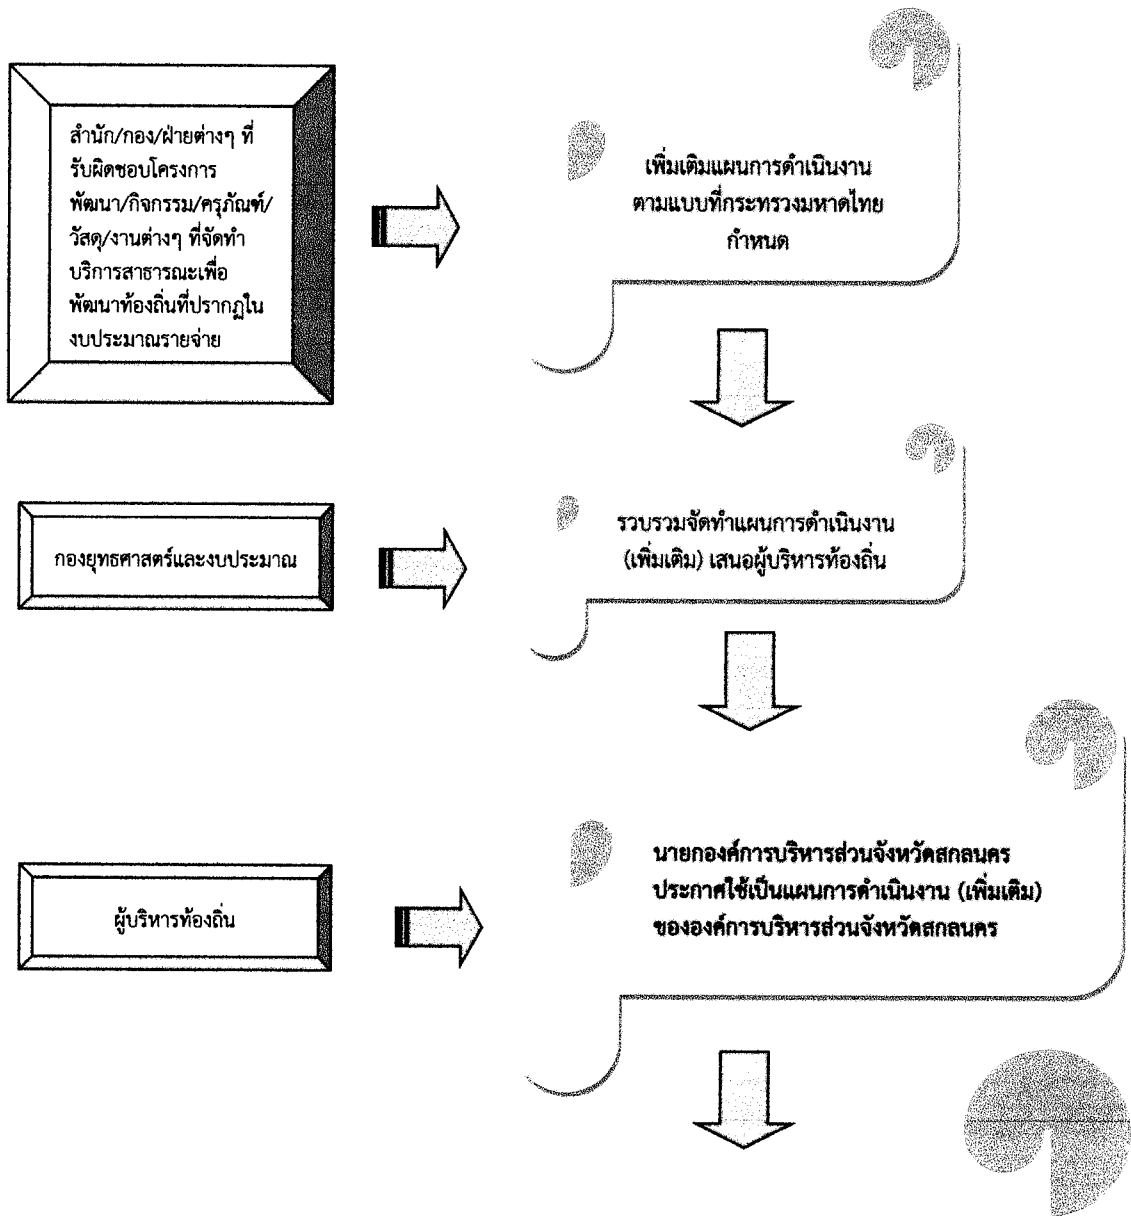 สำนัก/กอง/ฝ่ายต่างๆ ที่
รับผิดชอบโครงการ
พัฒนา/กิจกรรม/ครุภัณฑ์/
วัสดุ/งานต่างๆ ที่จัดทำ
บริการสาธารณะเพื่อ
พัฒนาท้องถิ่นที่ปรากฏใน
งบประมาณรายจ่าย
เพิ่มเติมแผนการดำเนินงาน
ตามแบบที่กระทรวงมหาดไทย
กำหนด
กองยุทธศาสตร์และงบประมาณ
รวบรวมจัดทำแผนการดำเนินงาน
(เพิ่มเติม) เสนอผู้บริหารท้องถิ่น
ผู้บริหารท้องถิ่น
นายกองค์การบริหารส่วนจังหวัดสกลนคร
ประกาศใช้เป็นแผนการดำเนินงาน (เพิ่มเติม)
ขององค์การบริหารส่วนจังหวัดสกลนคร